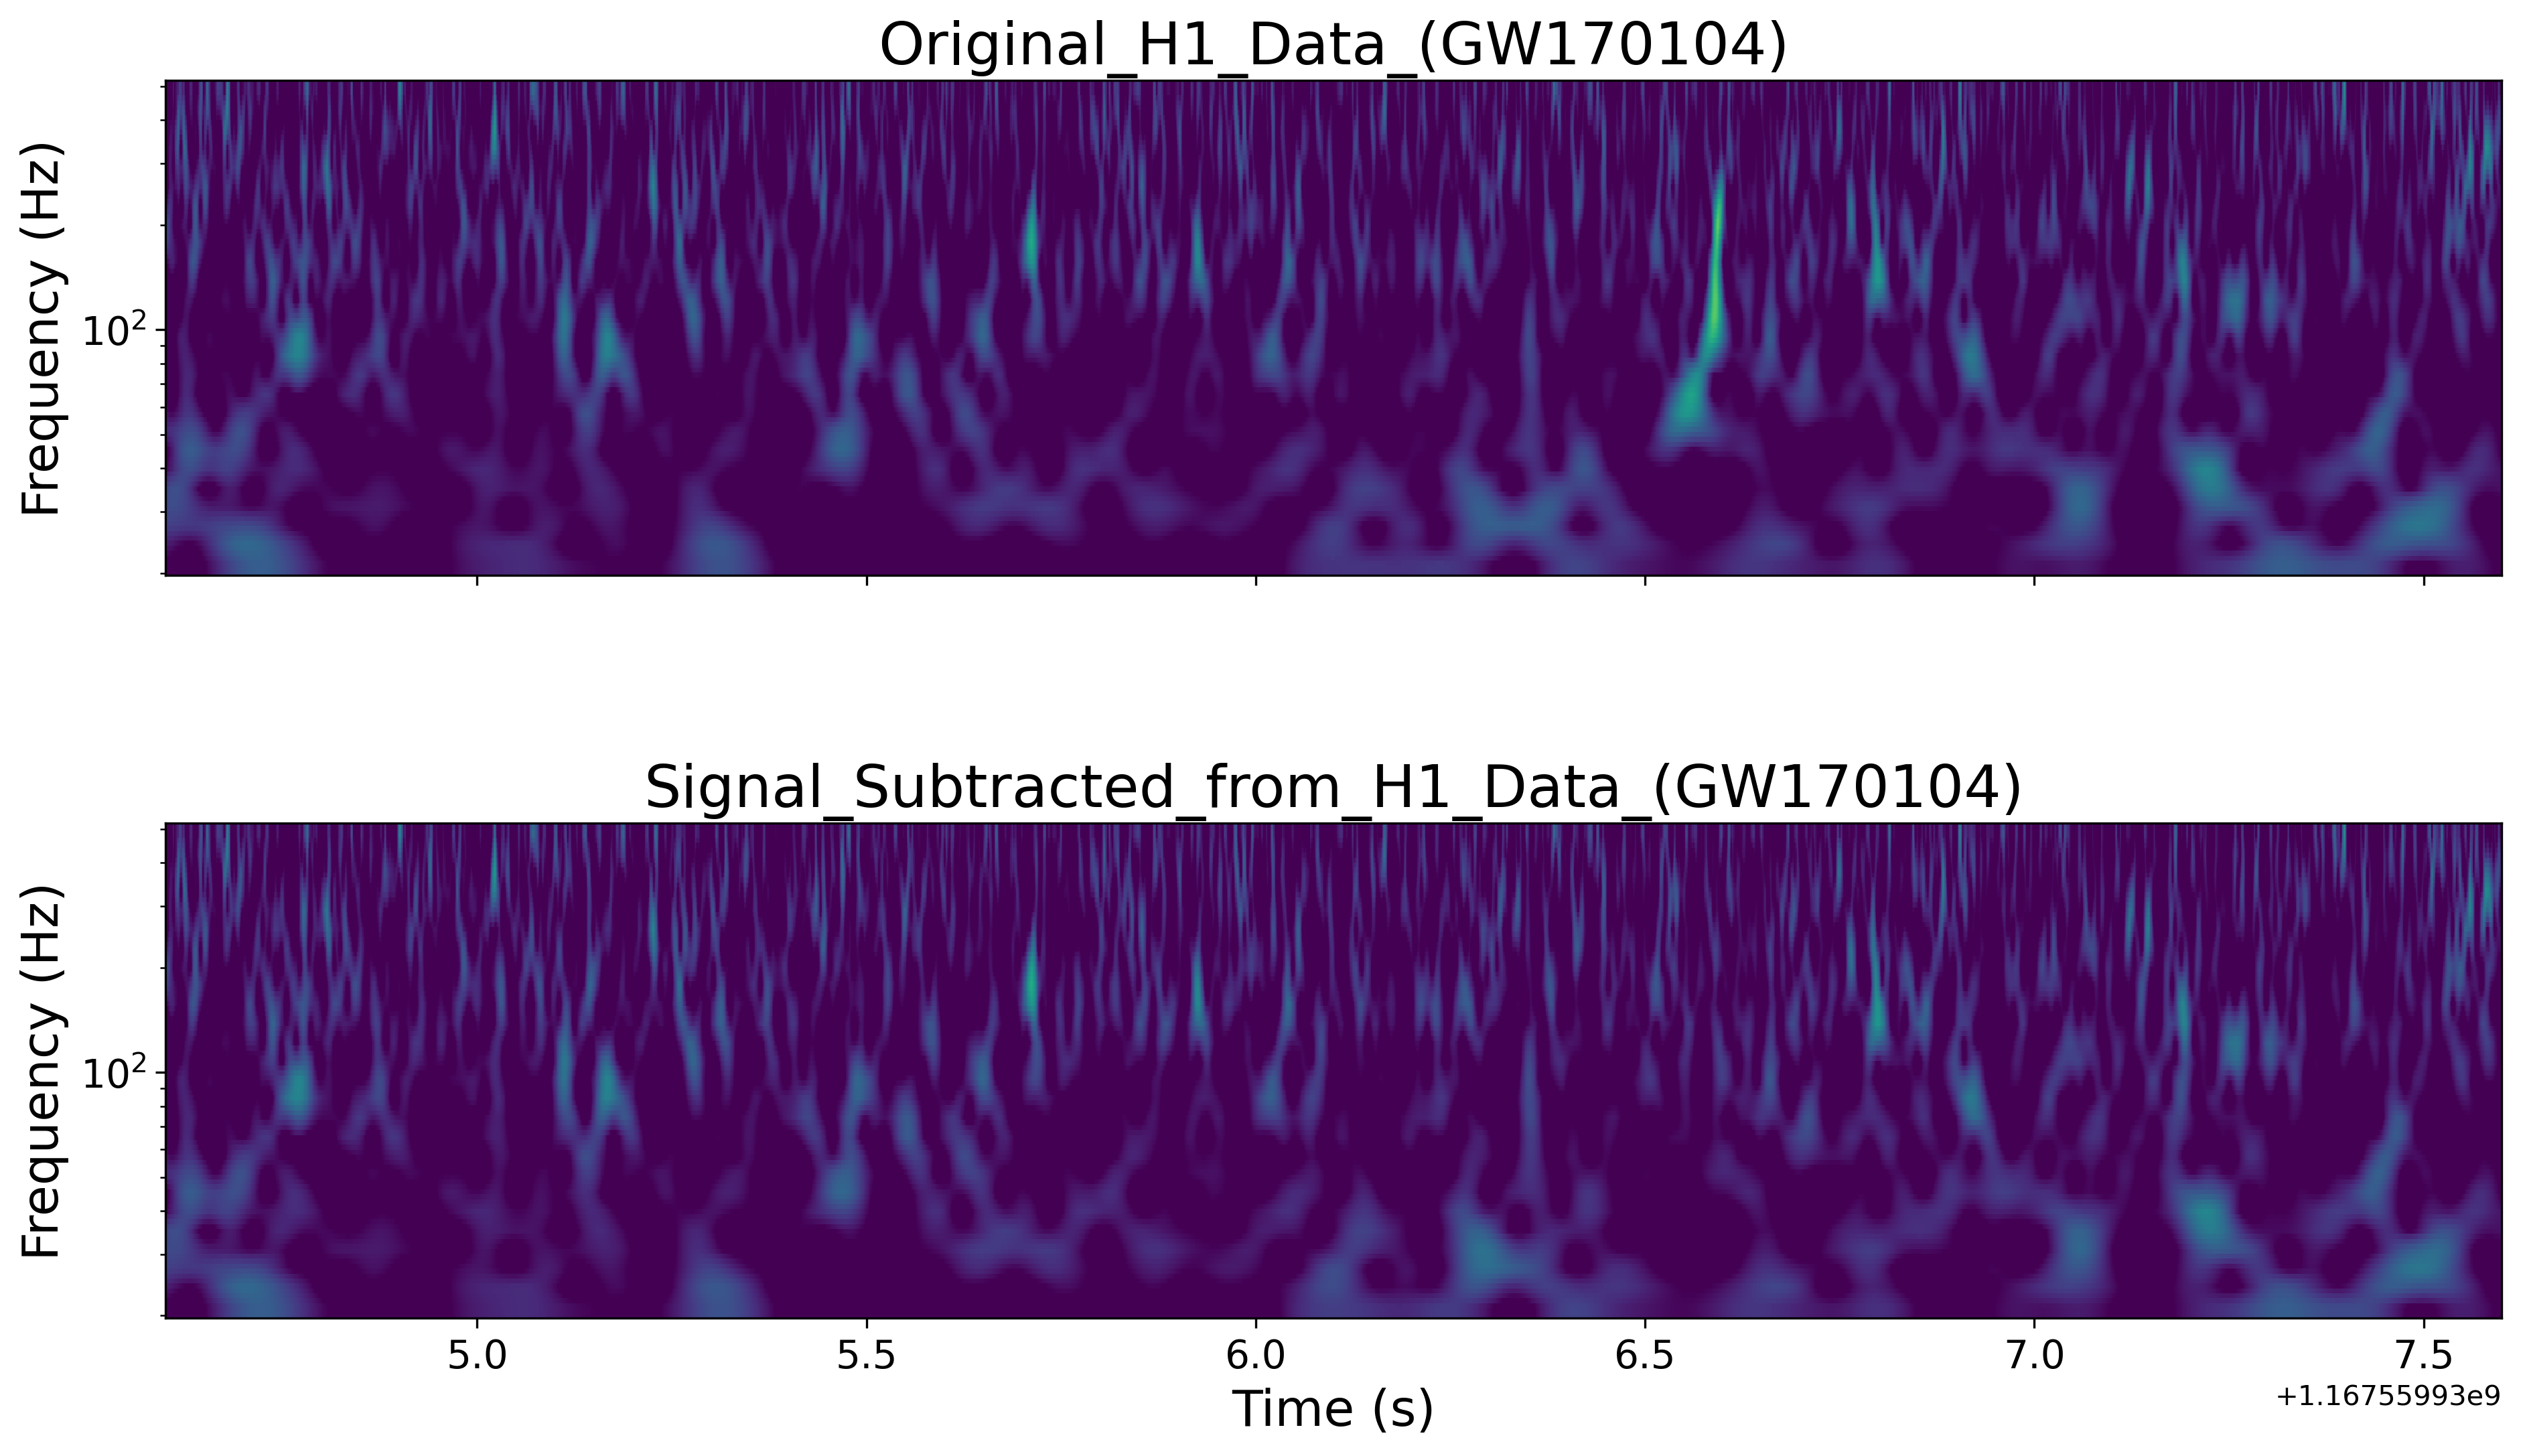 Original_H1_Data_(GW170104)
Frequency (Hz)
10²
Signal_Subtracted_from_H1_Data_(GW170104)
Frequency (Hz)
10²
5.0 5.5 6.0 6.5 7.0 7.5
Time (s)
+1.16755993e9